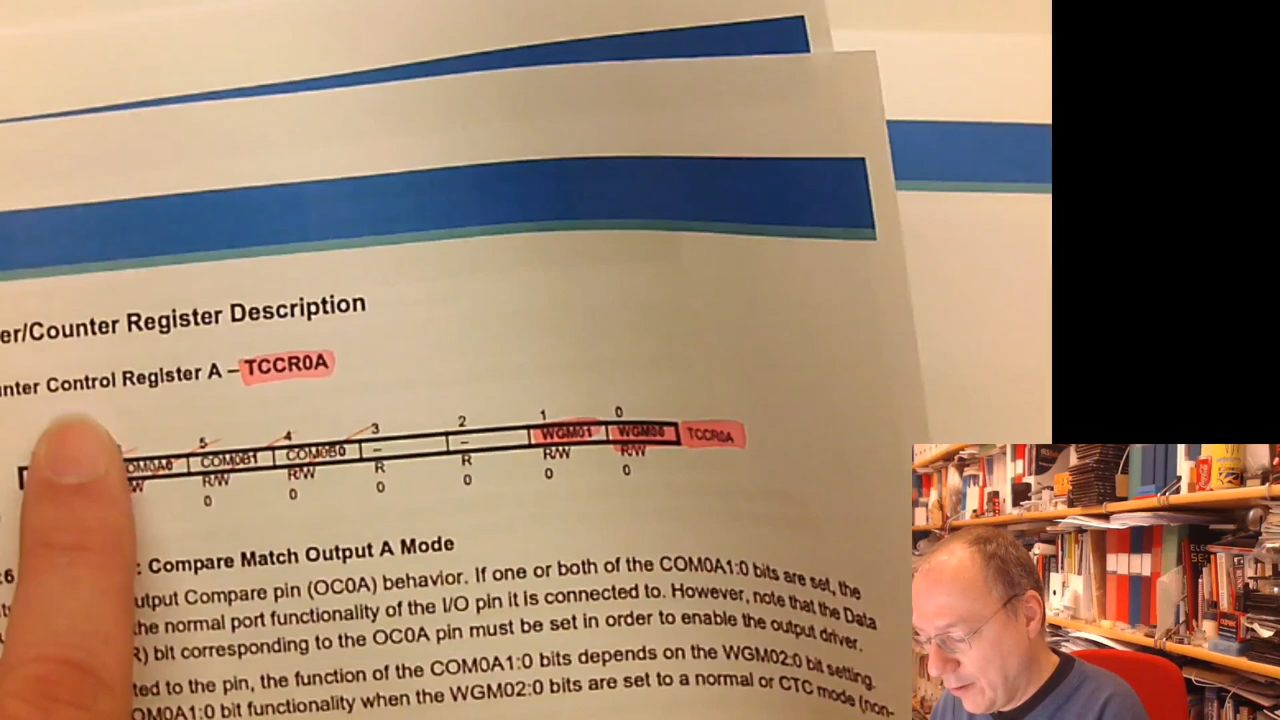 er/Counter Register Description
nter Control Register A – TCCR0A
5 4 3 2 1 0
OM0A0 COM0B1 COM0B0 – – WGM01 WGM00 TCCR0A
W R/W R/W R R R/W R/W
0 0 0 0 0 0
:6 : Compare Match Output A Mode
utput Compare pin (OC0A) behavior. If one or both of the COM0A1:0 bits are set, the
he normal port functionality of the I/O pin it is connected to. However, note that the Data
R) bit corresponding to the OC0A pin must be set in order to enable the output driver.
ted to the pin, the function of the COM0A1:0 bits depends on the WGM02:0 bit setting.
OM0A1:0 bit functionality when the WGM02:0 bits are set to a normal or CTC mode (non-